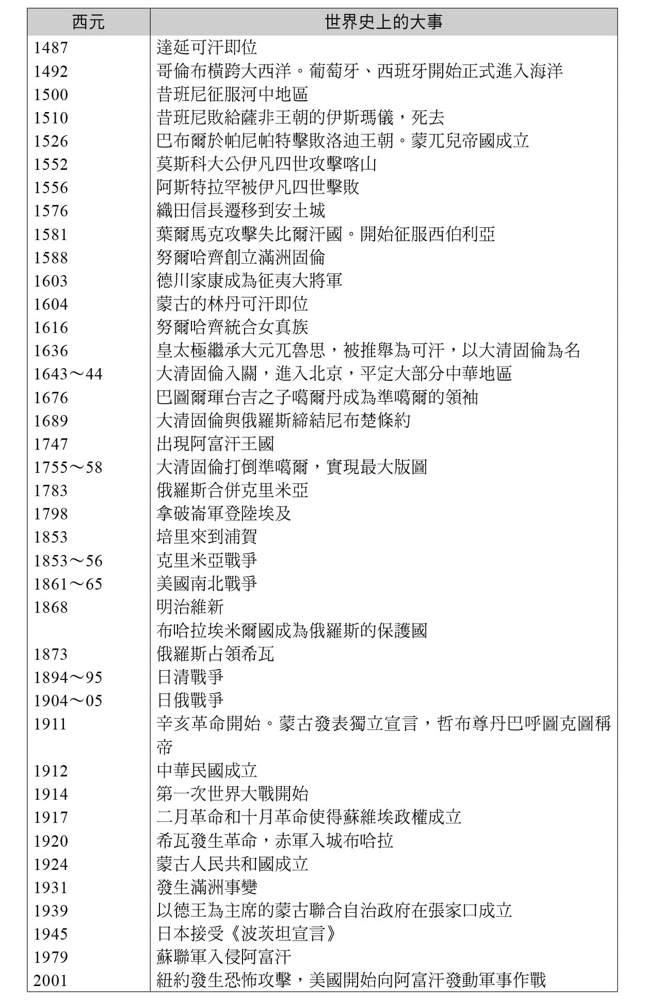 西元 世界史上的大事
1487 達延可汗即位
1492 哥倫布橫跨大西洋。葡萄牙、西班牙開始正式進入海洋
1500 昔班尼征服河中地區
1510 昔班尼敗給薩非王朝的伊斯瑪儀，死去
1526 巴布爾於帕尼帕特擊敗洛迪王朝。蒙兀兒帝國成立
1552 莫斯科大公伊凡四世攻擊喀山
1556 阿斯特拉罕被伊凡四世擊敗
1576 織田信長遷移到安土城
1581 葉爾馬克攻擊失比爾汗國。開始征服西伯利亞
1588 努爾哈齊創立滿洲固倫
1603 德川家康成為征夷大將軍
1604 蒙古的林丹可汗即位
1616 努爾哈齊統合女真族
1636 皇太極繼承大元兀魯思，被推舉為可汗，以大清固倫為名
1643～44 大清固倫入關，進入北京，平定大部分中華地區
1676 巴圖爾琿台吉之子噶爾丹成為準噶爾的領袖
1689 大清固倫與俄羅斯締結尼布楚條約
1747 出現阿富汗王國
1755～58 大清固倫打倒準噶爾，實現最大版圖
1783 俄羅斯合併克里米亞
1798 拿破崙軍登陸埃及
1853 培里來到浦賀
1853～56 克里米亞戰爭
1861～65 美國南北戰爭
1868 明治維新
布哈拉埃米爾國成為俄羅斯的保護國
1873 俄羅斯占領希瓦
1894～95 日清戰爭
1904～05 日俄戰爭
1911 辛亥革命開始。蒙古發表獨立宣言，哲布尊丹巴呼圖克圖稱
帝
1912 中華民國成立
1914 第一次世界大戰開始
1917 二月革命和十月革命使得蘇維埃政權成立
1920 希瓦發生革命，赤軍入城布哈拉
1924 蒙古人民共和國成立
1931 發生滿洲事變
1939 以德王為主席的蒙古聯合自治政府在張家口成立
1945 日本接受《波茨坦宣言》
1979 蘇聯軍入侵阿富汗
2001 紐約發生恐怖攻擊，美國開始向阿富汗發動軍事作戰